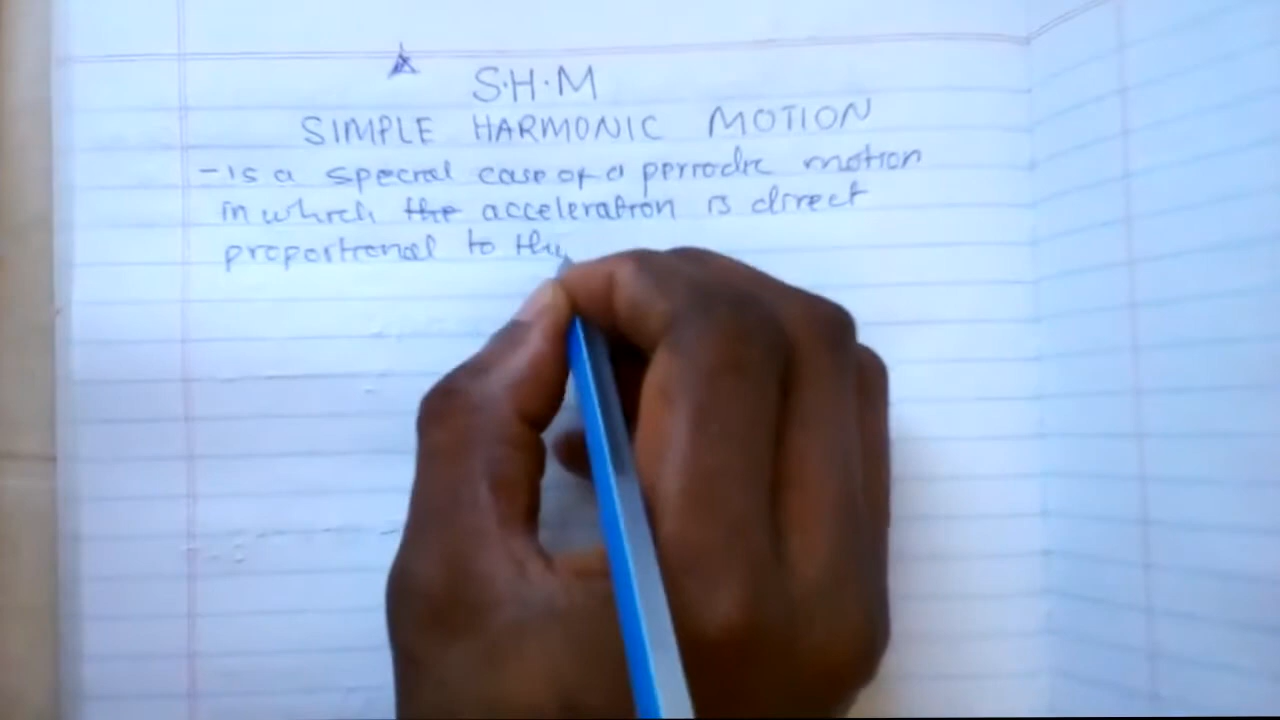 S.H.M
SIMPLE HARMONIC MOTION
- is a special case of a periodic motion
in which the acceleration is direct
proportional to the